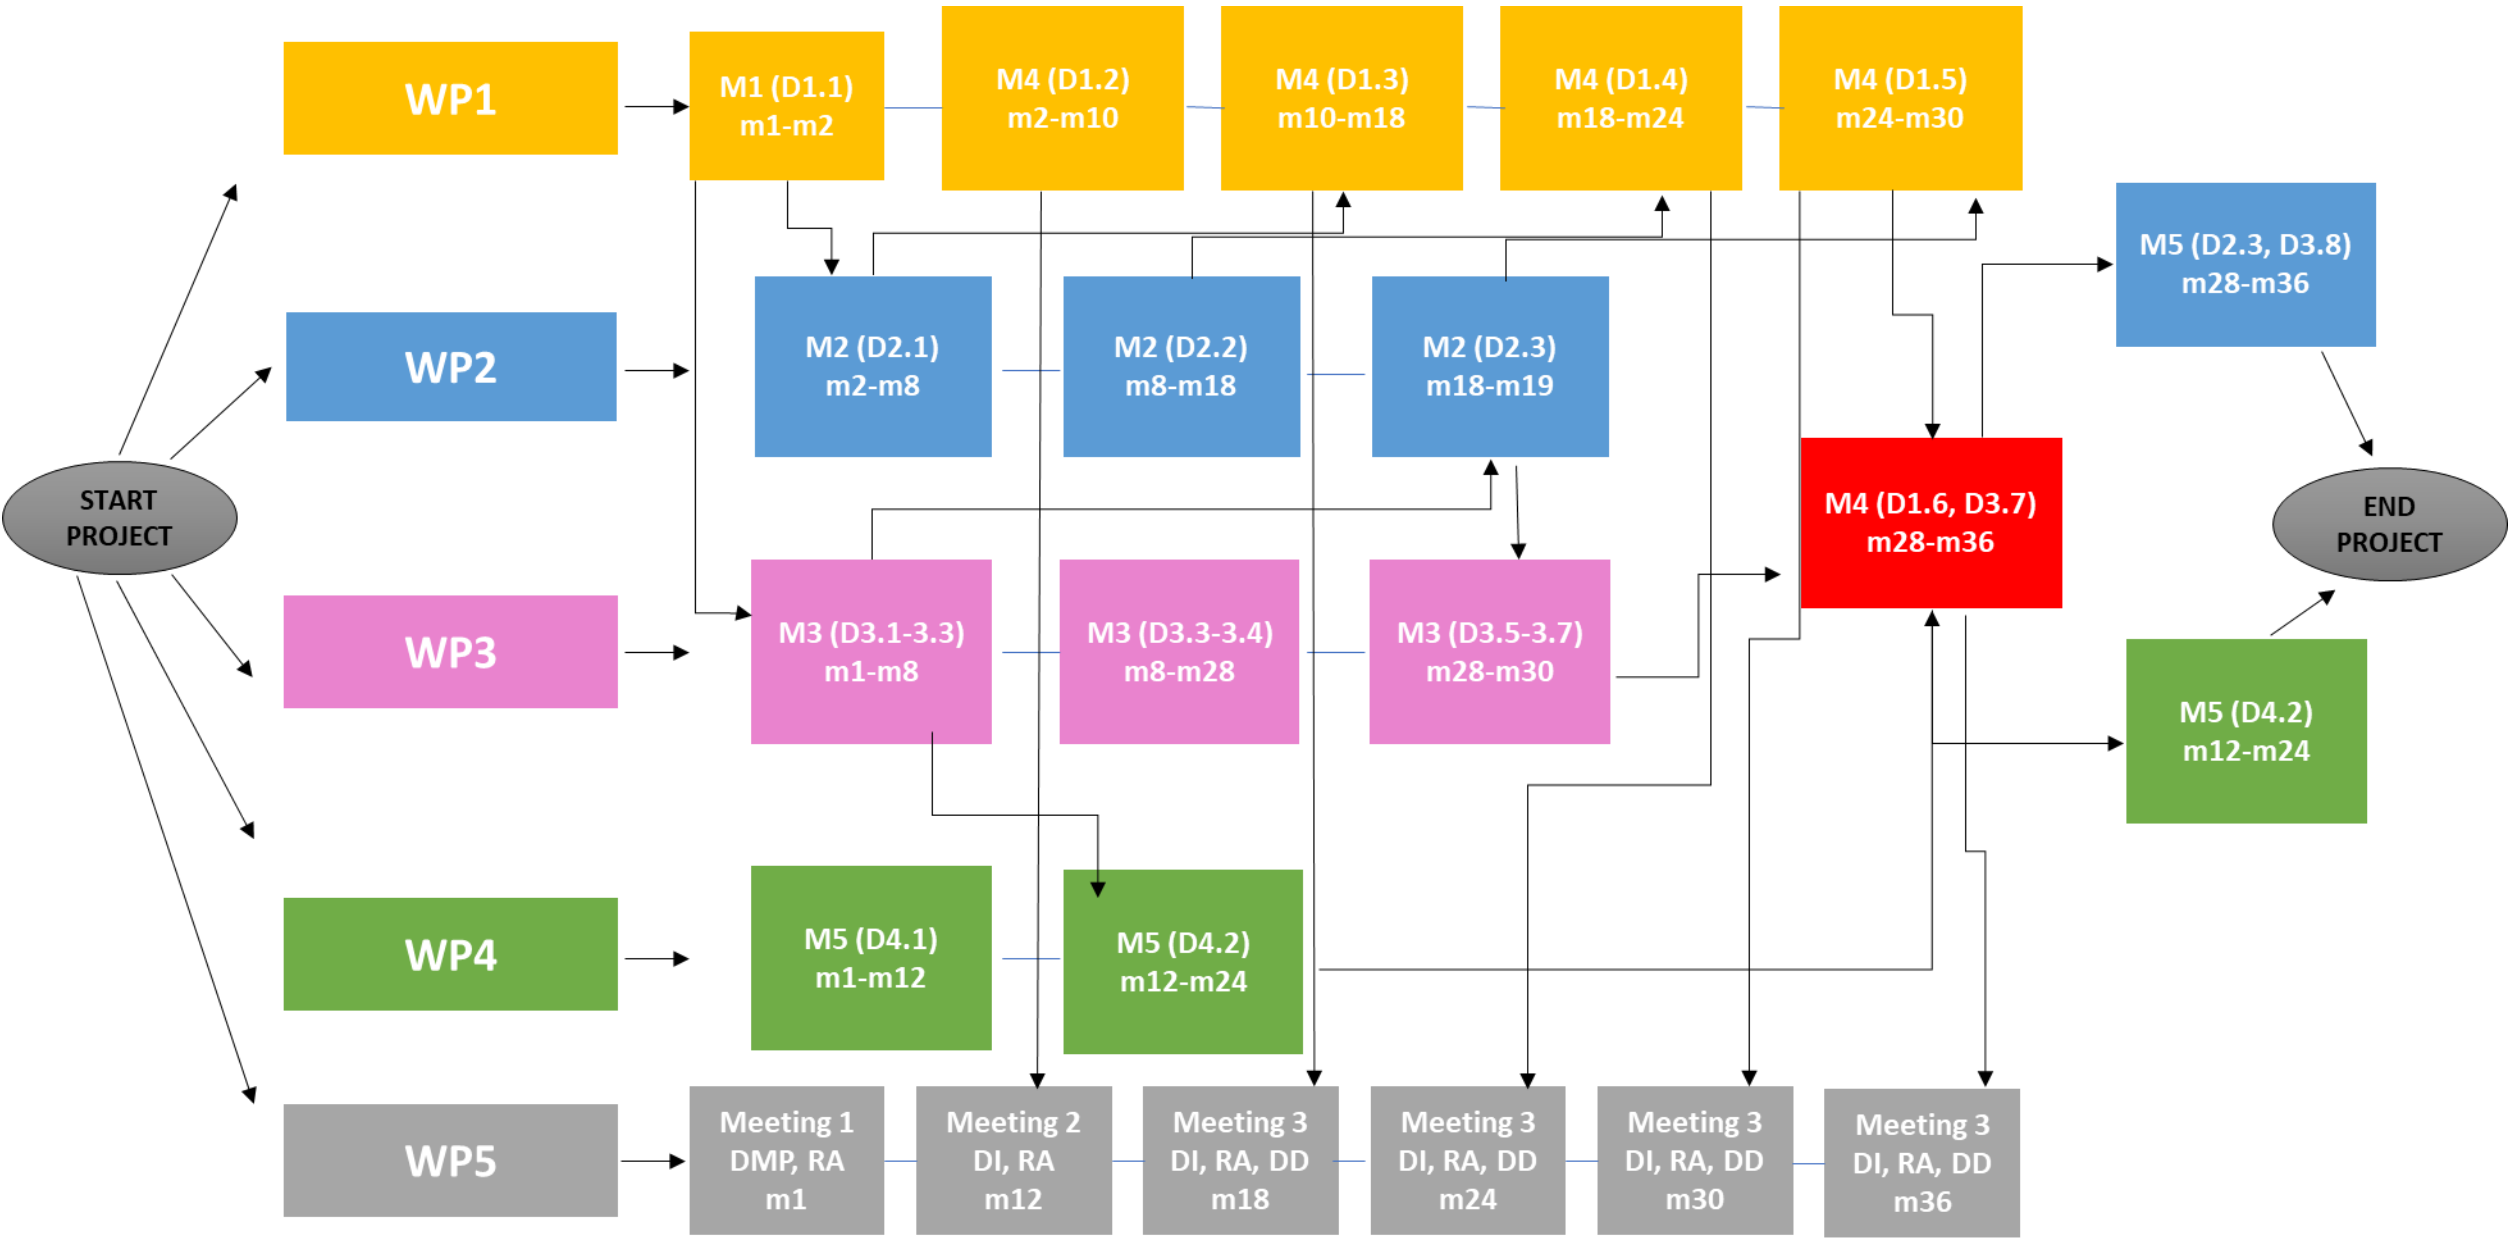 WP1
M1 (D1.1)
m1-m2
M4 (D1.2)
m2-m10
M4 (D1.3)
m10-m18
M4 (D1.4)
m18-m24
M4 (D1.5)
m24-m30
M5 (D2.3, D3.8)
m28-m36
WP2
M2 (D2.1)
m2-m8
M2 (D2.2)
m8-m18
M2 (D2.3)
m18-m19
START
PROJECT
M4 (D1.6, D3.7)
m28-m36
END
PROJECT
WP3
M3 (D3.1-3.3)
m1-m8
M3 (D3.3-3.4)
m8-m28
M3 (D3.5-3.7)
m28-m30
M5 (D4.2)
m12-m24
WP4
M5 (D4.1)
m1-m12
M5 (D4.2)
m12-m24
WP5
Meeting 1
DMP, RA
m1
Meeting 2
DI, RA
m12
Meeting 3
DI, RA, DD
m18
Meeting 3
DI, RA, DD
m24
Meeting 3
DI, RA, DD
m30
Meeting 3
DI, RA, DD
m36